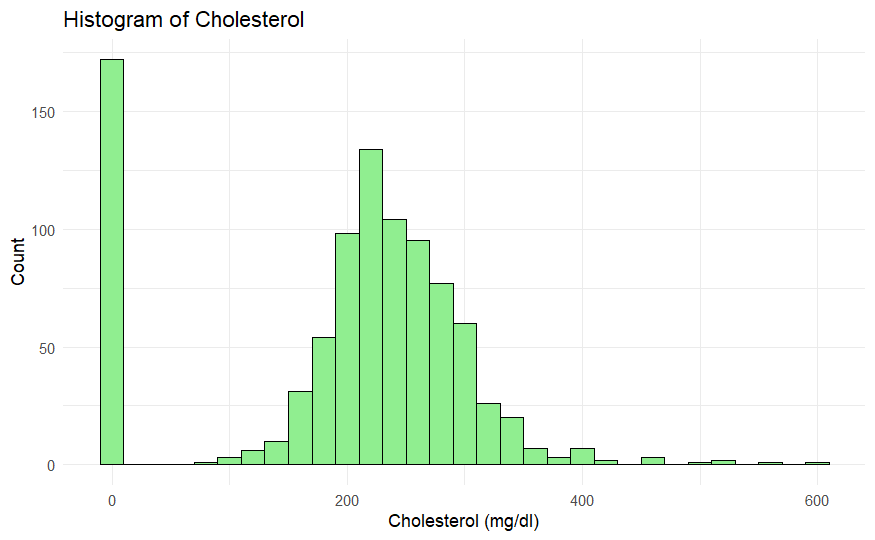 Histogram of Cholesterol
150
100
50
0
Count
0 200 400 600
Cholesterol (mg/dl)